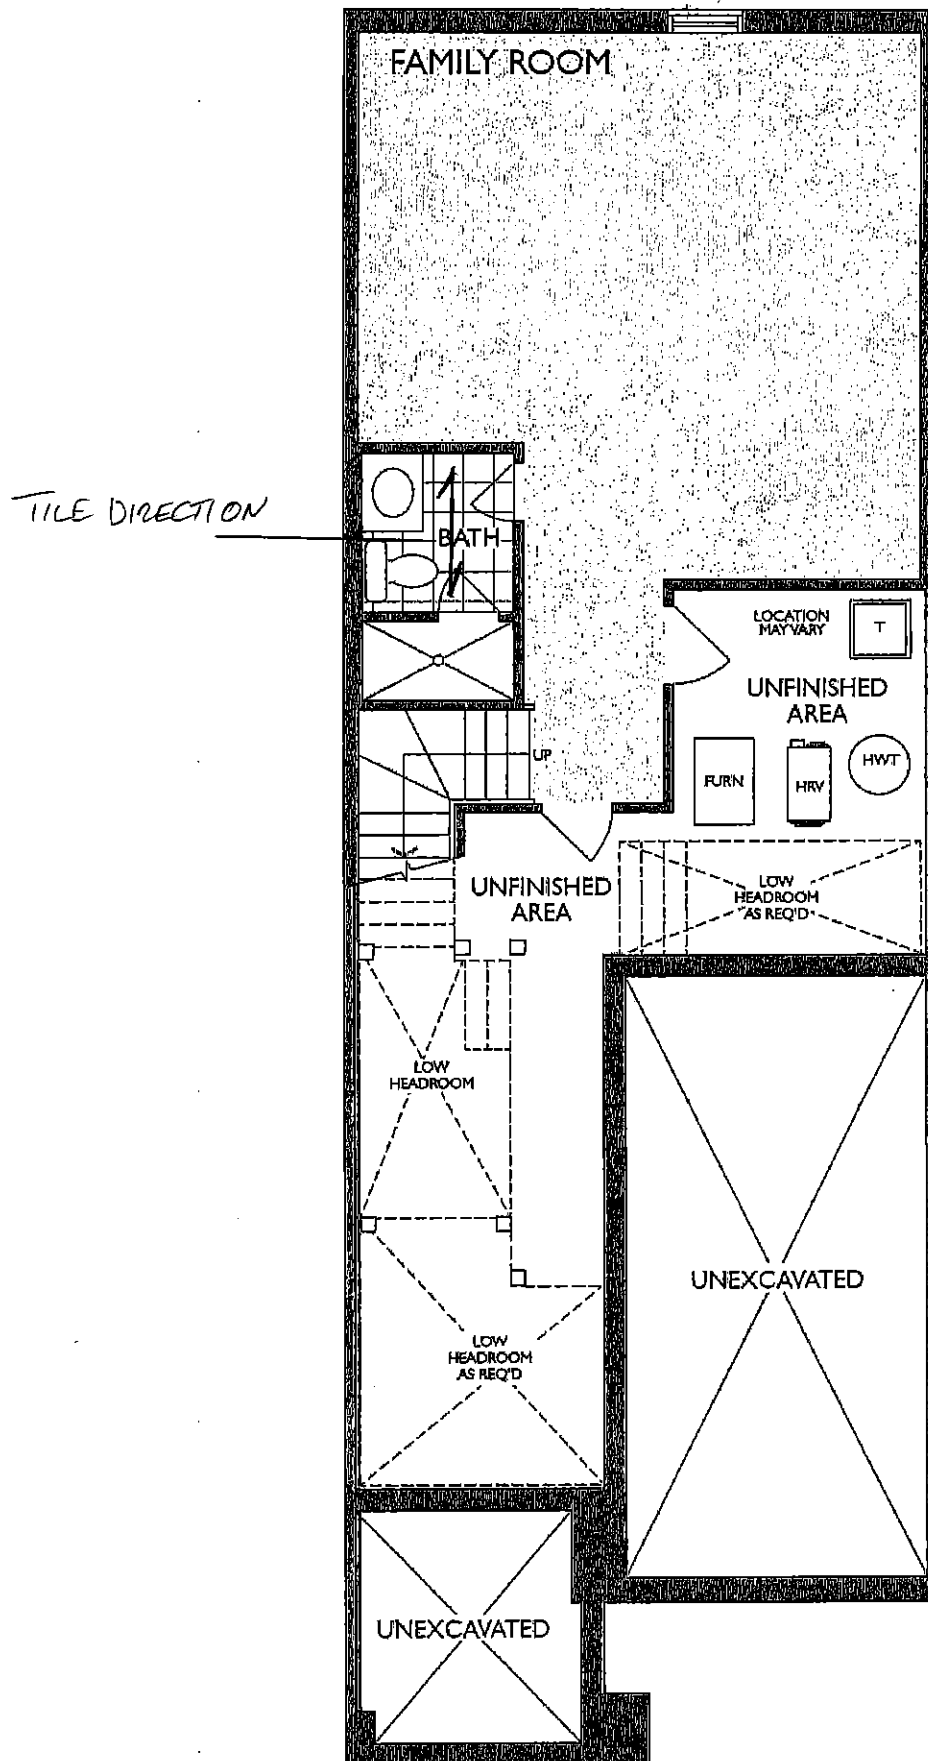 FAMILY ROOM
TILE DIRECTION
BATH
LOCATION
MAY VARY
T
UNFINISHED
AREA
UP
FURN
HRV
HWT
UNFINISHED
AREA
LOW
HEADROOM
AS REQ'D
LOW
HEADROOM
UNEXCAVATED
LOW
HEADROOM
AS REQ'D
UNEXCAVATED